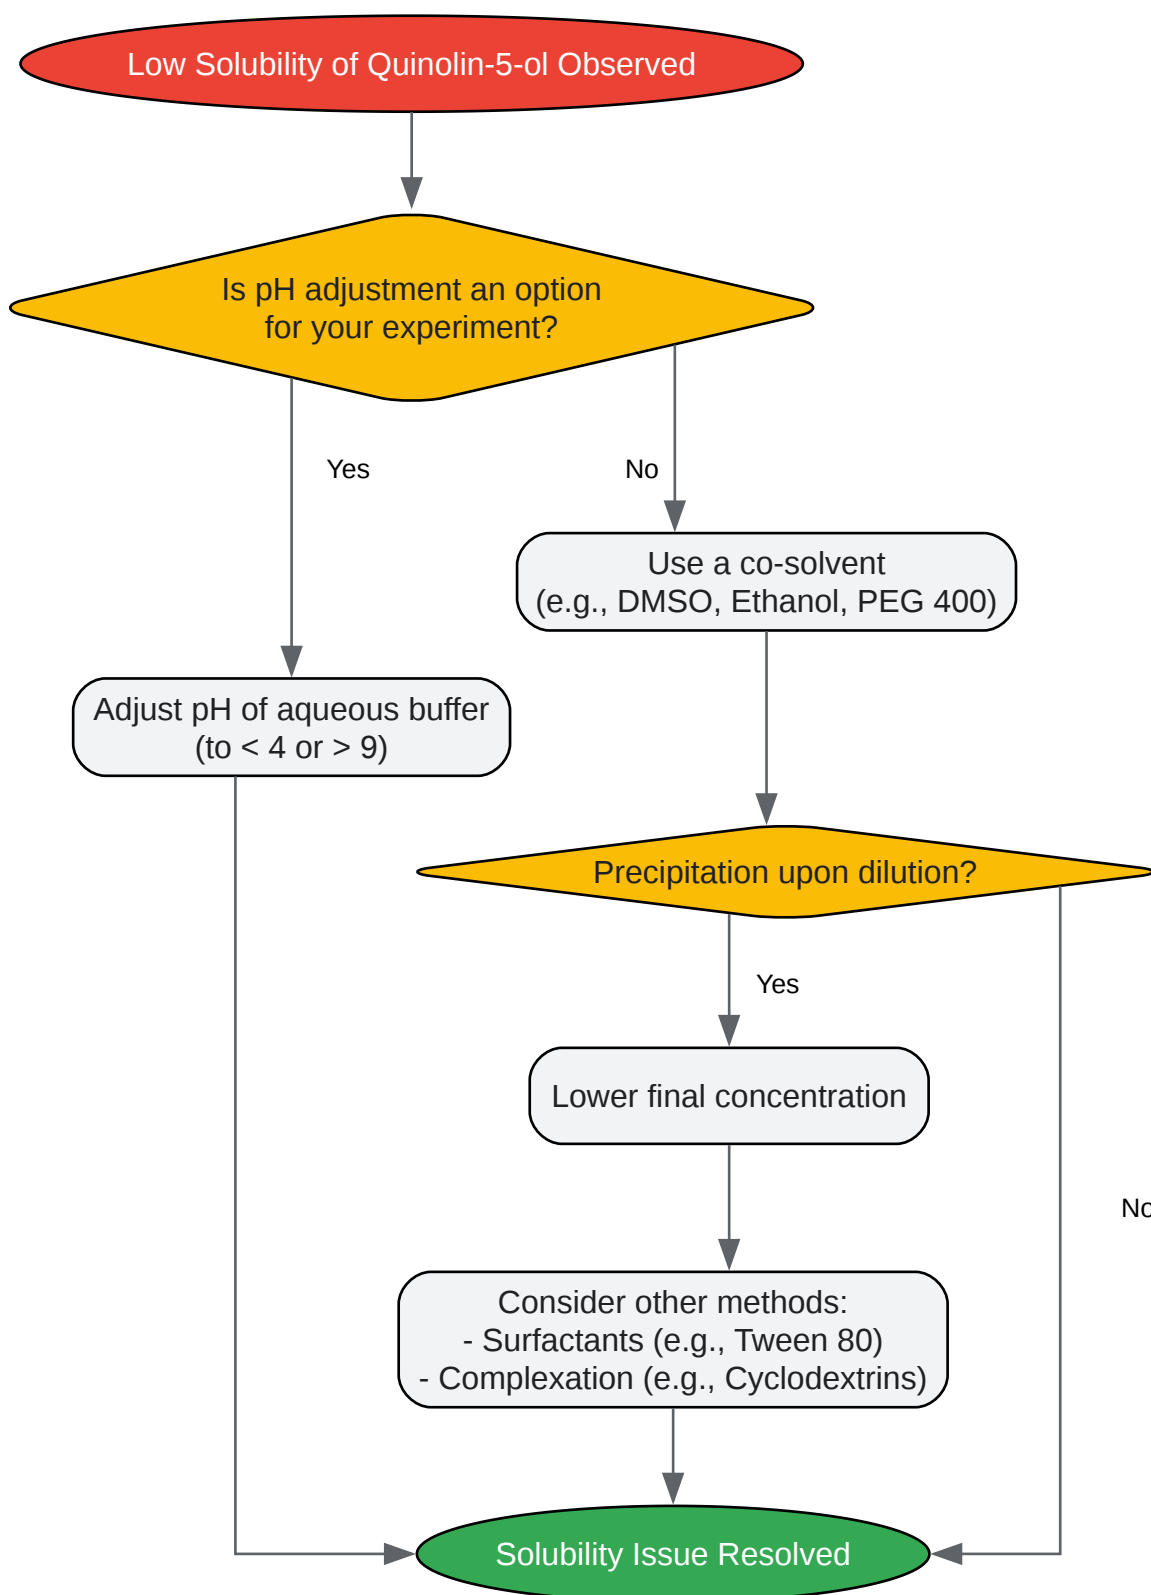 Low Solubility of Quinolin-5-ol Observed
Is pH adjustment an option
for your experiment?
Yes
No
Use a co-solvent
(e.g., DMSO, Ethanol, PEG 400)
Adjust pH of aqueous buffer
(to < 4 or > 9)
Precipitation upon dilution?
Yes
Lower final concentration
No
Consider other methods:
- Surfactants (e.g., Tween 80)
- Complexation (e.g., Cyclodextrins)
Solubility Issue Resolved